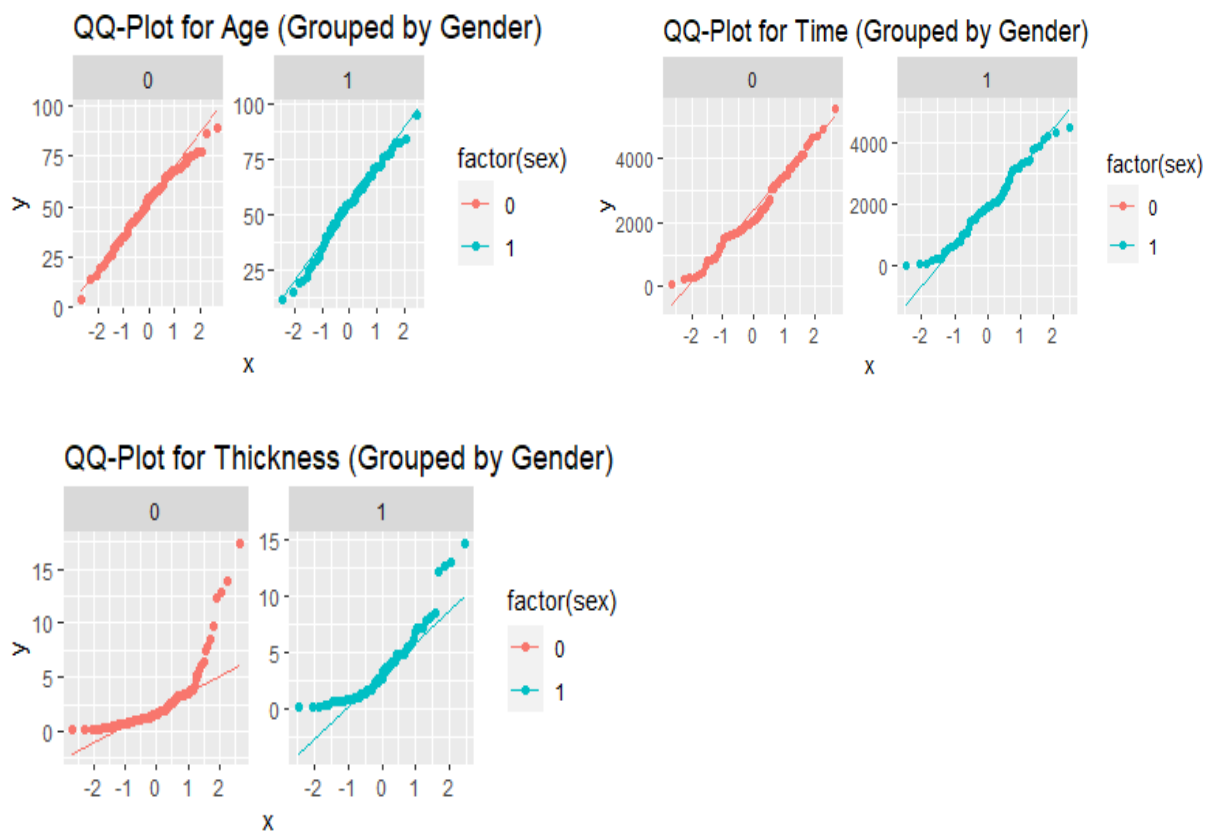 QQ-Plot for Age (Grouped by Gender)
0 1
100
75
50
25
0
y
100
75
50
25
-2 -1 0 1 2
-2 -1 0 1 2
x
factor(sex)
0
1
QQ-Plot for Time (Grouped by Gender)
0 1
4000
2000
0
y
4000
2000
0
-2 -1 0 1 2
-2 -1 0 1 2
x
factor(sex)
0
1
QQ-Plot for Thickness (Grouped by Gender)
0 1
15
10
5
0
y
15
10
5
0
-2 -1 0 1 2
-2 -1 0 1 2
x
factor(sex)
0
1